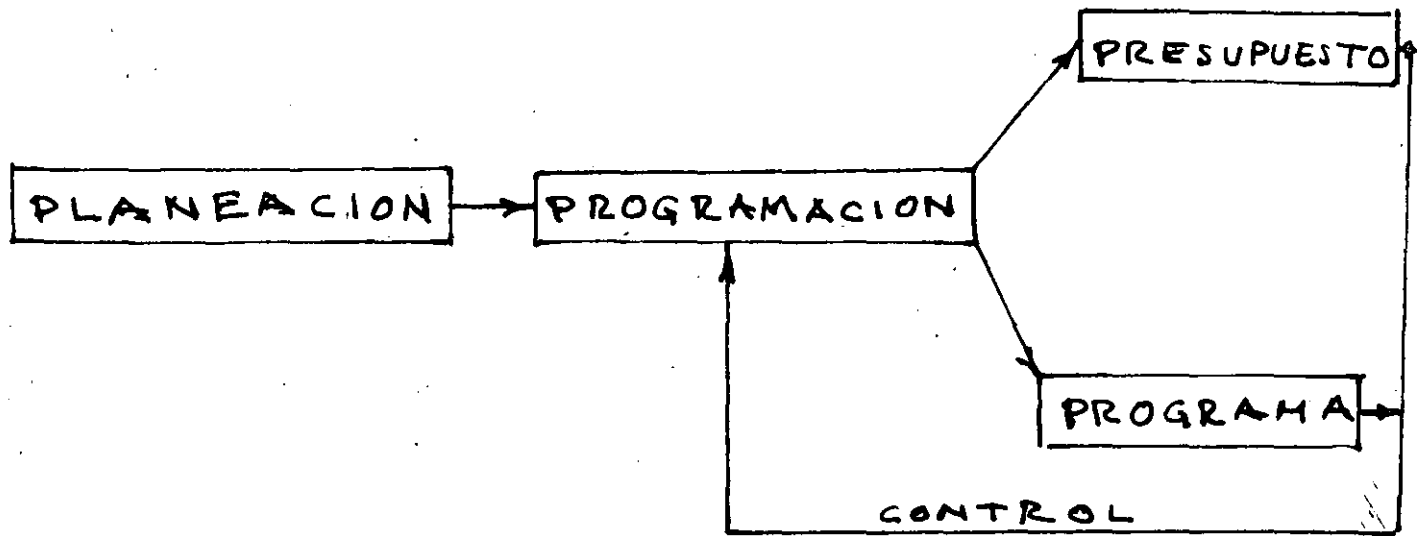 PRESUPUESTO
PLANEACION
PROGRAMACION
PROGRAMA
CONTROL